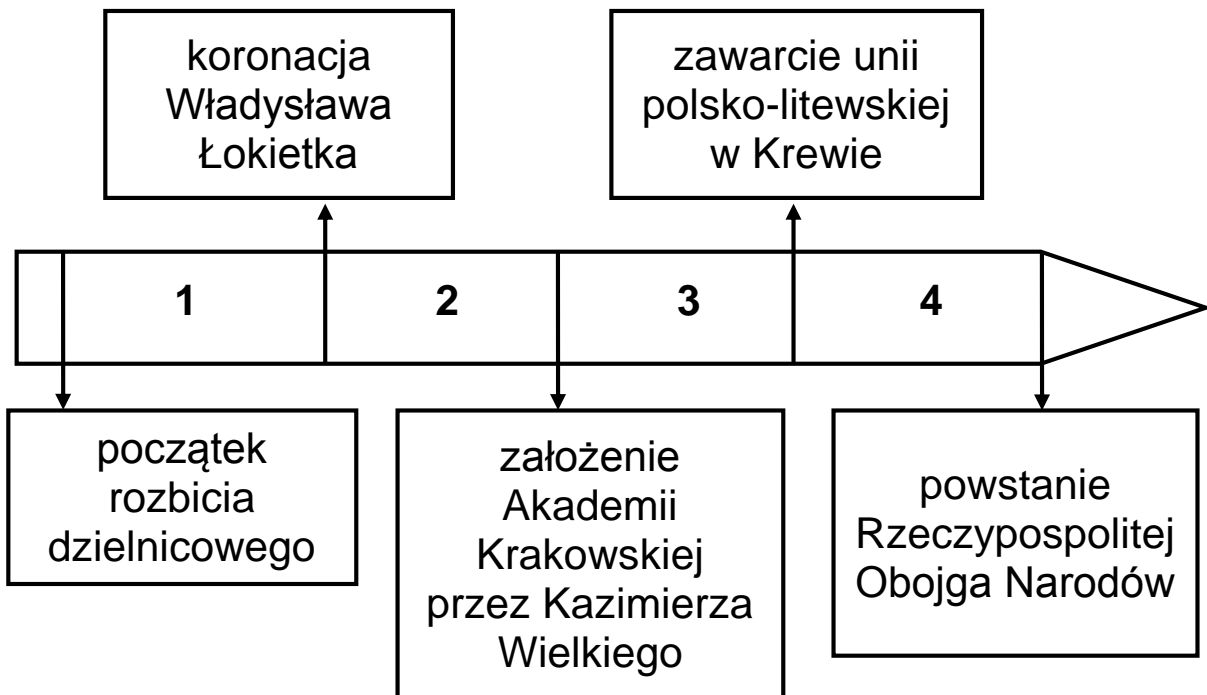 koronacja
Władysława
Łokietka
zawarcie unii
polsko-litewskiej
w Krewie
1
2
3
4
początek
rozbicia
dzielnicowego
założenie
Akademii
Krakowskiej
przez Kazimierza
Wielkiego
powstanie
Rzeczypospolitej
Obojga Narodów